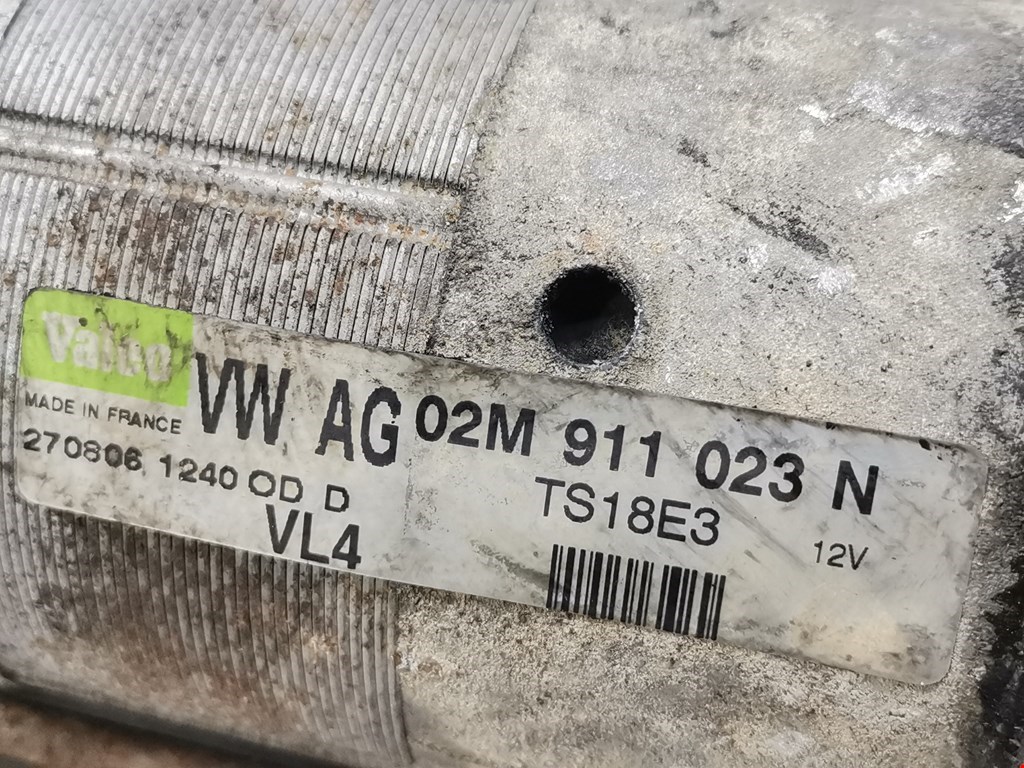 Valeo
VW AG 02M 911 023 N
MADE IN FRANCE
270806 1240 OD D
TS18E3
12V
VL4